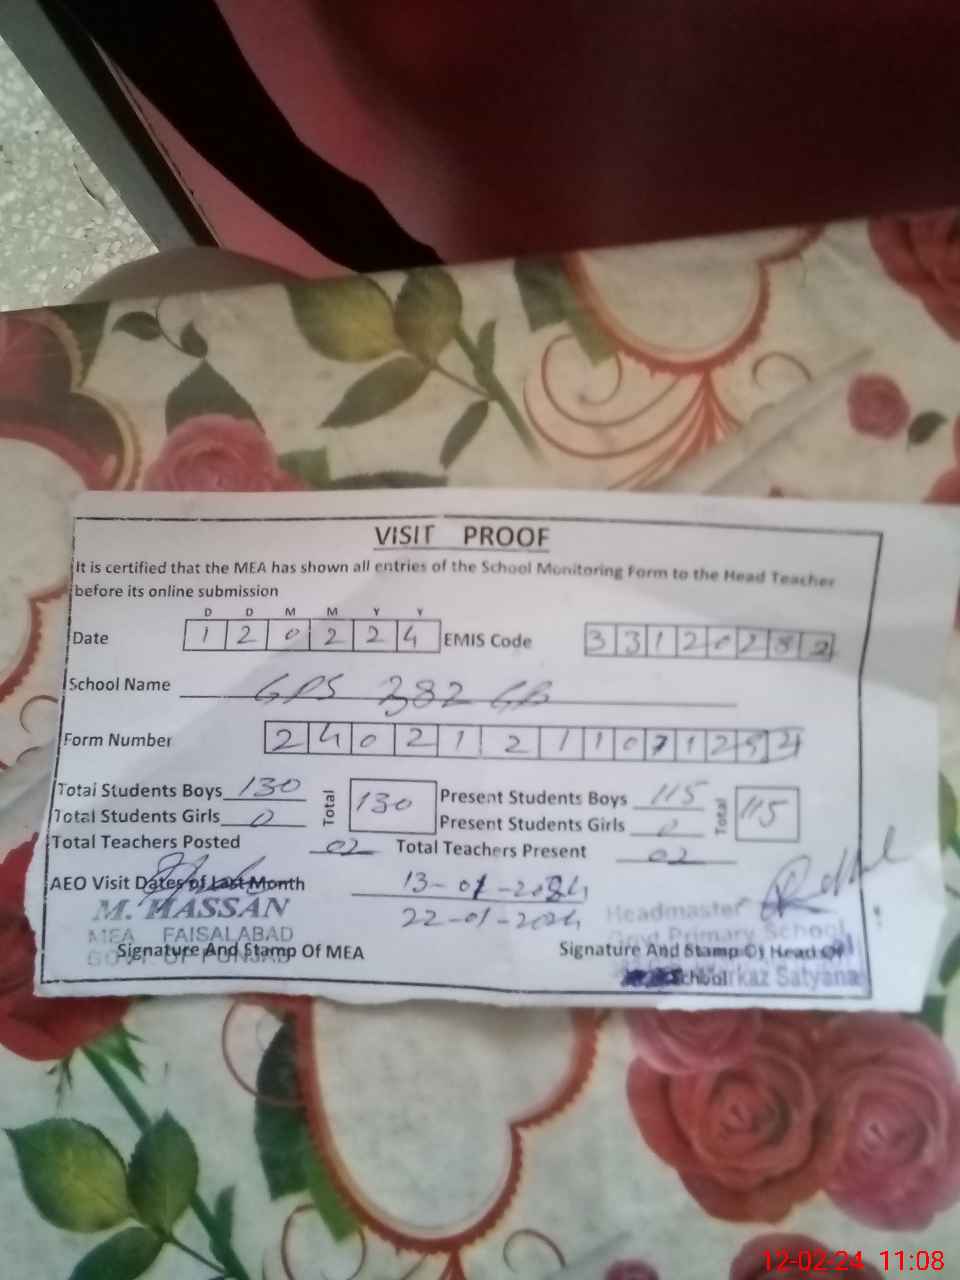 VISIT PROOF
It is certified that the MEA has shown all entries of the School Monitoring Form to the Head Teacher
before its online submission
D D M M Y Y
Date 1 2 0 2 2 4 EMIS Code 3 3 1 2 0 2 8 2
School Name GPS 382 GB
Form Number 2 4 0 2 1 2 1 1 0 7 1 2 5 4
Total Students Boys 130 Total 130 Present Students Boys 115 Total 115
Total Students Girls 0 Present Students Girls 0
Total Teachers Posted 02 Total Teachers Present 02
AEO Visit Dates of Last Month 13-01-2024
22-01-2024
M. HASSAN
MEA FAISALABAD
GOVT. OF PUNJAB
Signature And Stamp Of MEA
Headmaster
Govt Primary School
Signature And Stamp Of Head Of
School
Markaz Satyana
12-02-24 11:08